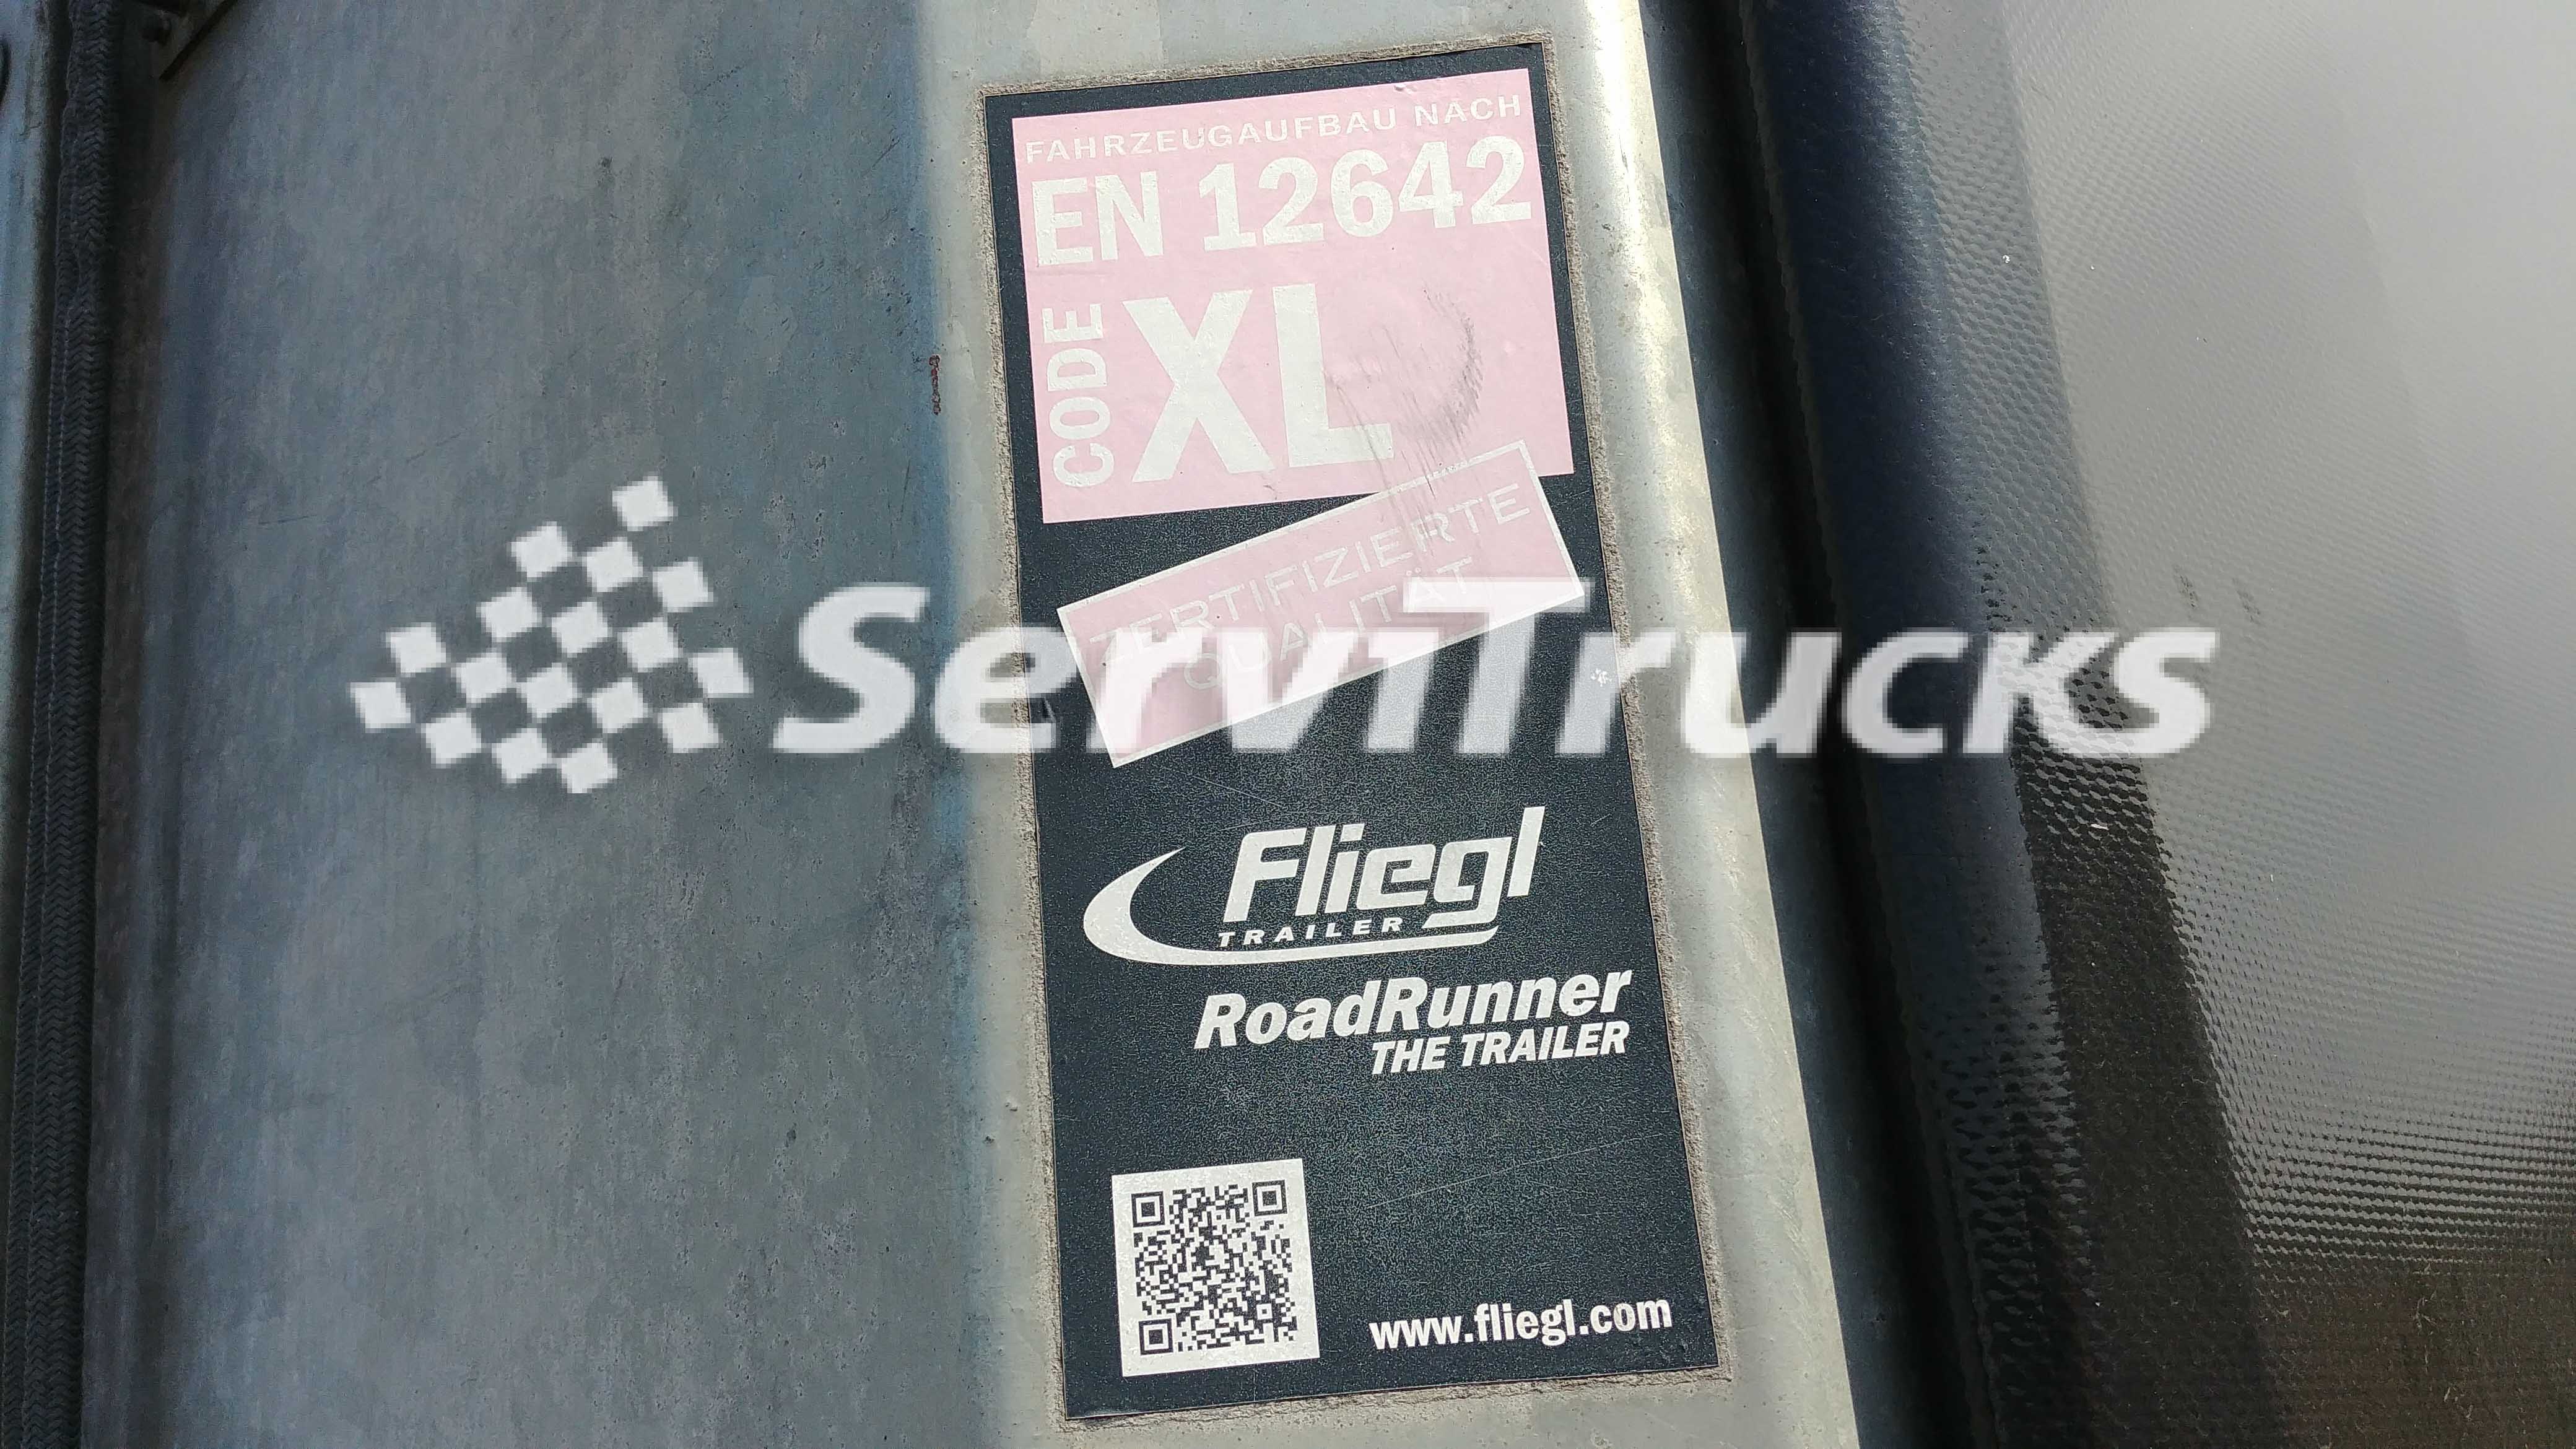 FAHRZEUGAUFBAU NACH
EN 12642
CODE XL
ZERTIFIZIERTE
QUALITÄT
ServiTrucks
Fliegl
TRAILER
RoadRunner
THE TRAILER
www.fliegl.com